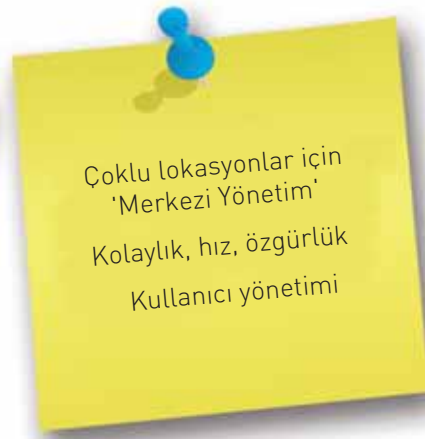 Çoklu lokasyonlar için
'Merkezi Yönetim'
Kolaylık, hız, özgürlük
Kullanıcı yönetimi